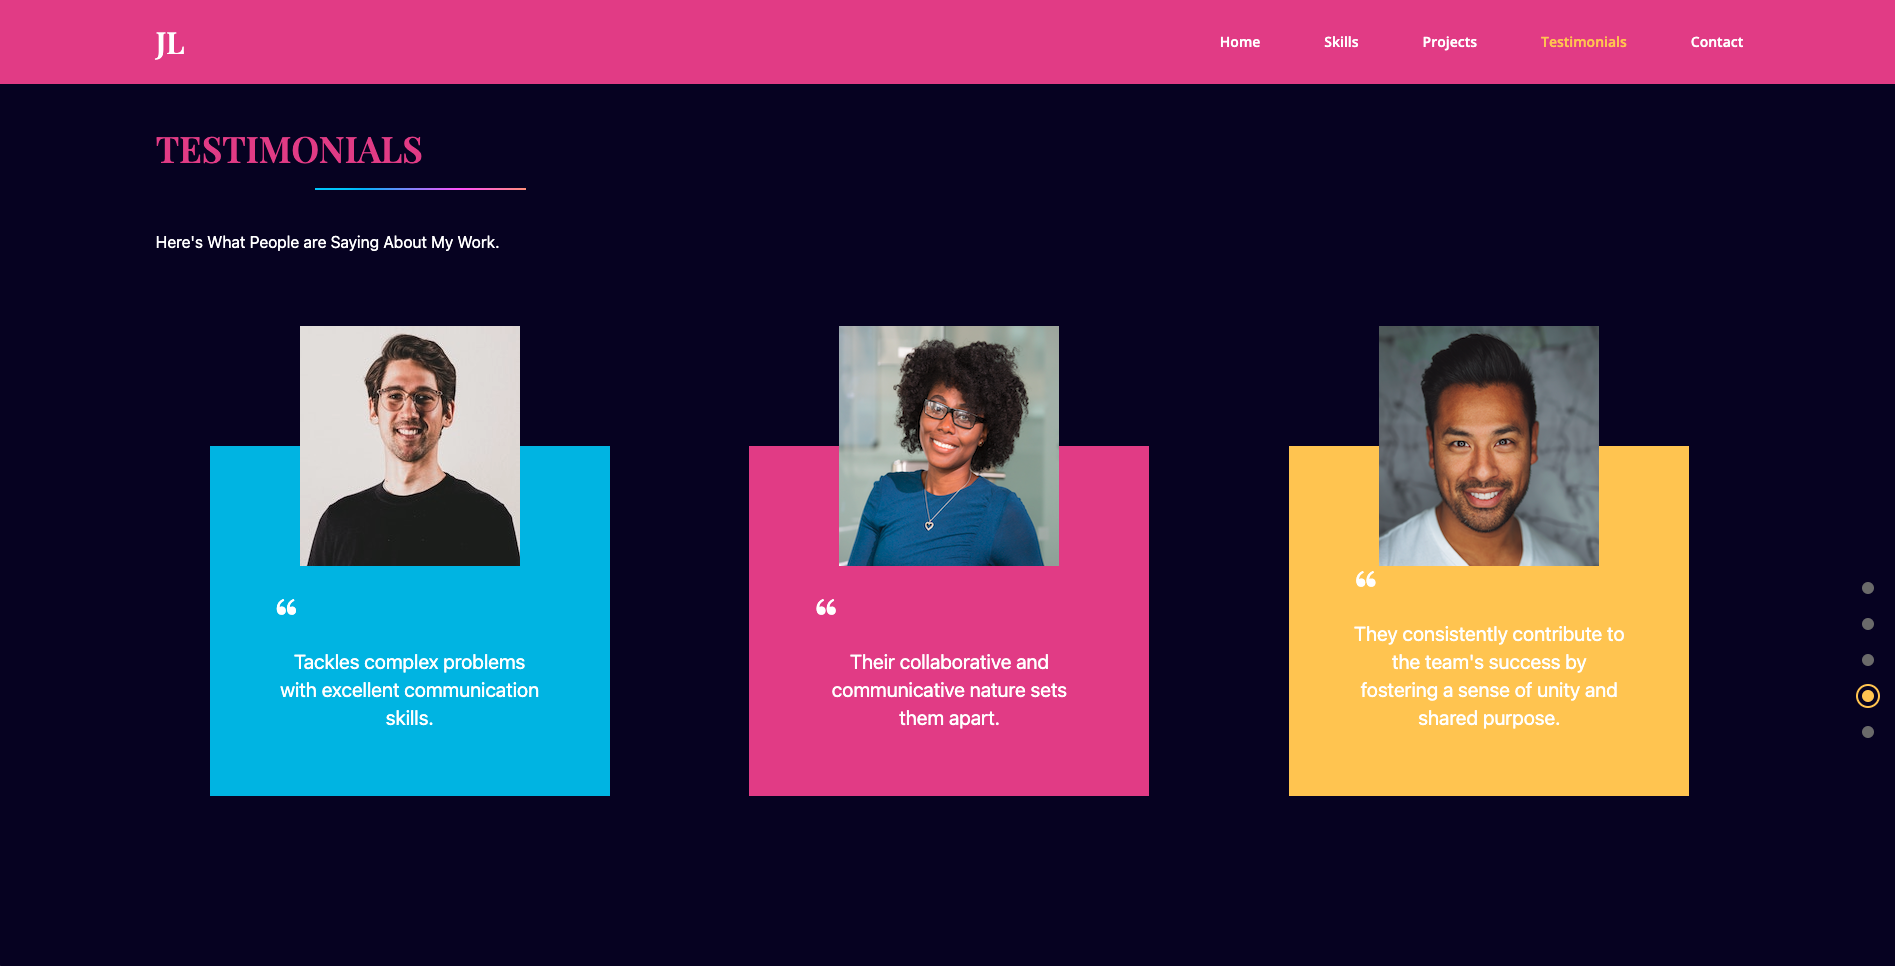 JL
Home
Skills
Projects
Testimonials
Contact
TESTIMONIALS
Here's What People are Saying About My Work.
“
Tackles complex problems
with excellent communication
skills.
“
Their collaborative and
communicative nature sets
them apart.
“
They consistently contribute to
the team's success by
fostering a sense of unity and
shared purpose.